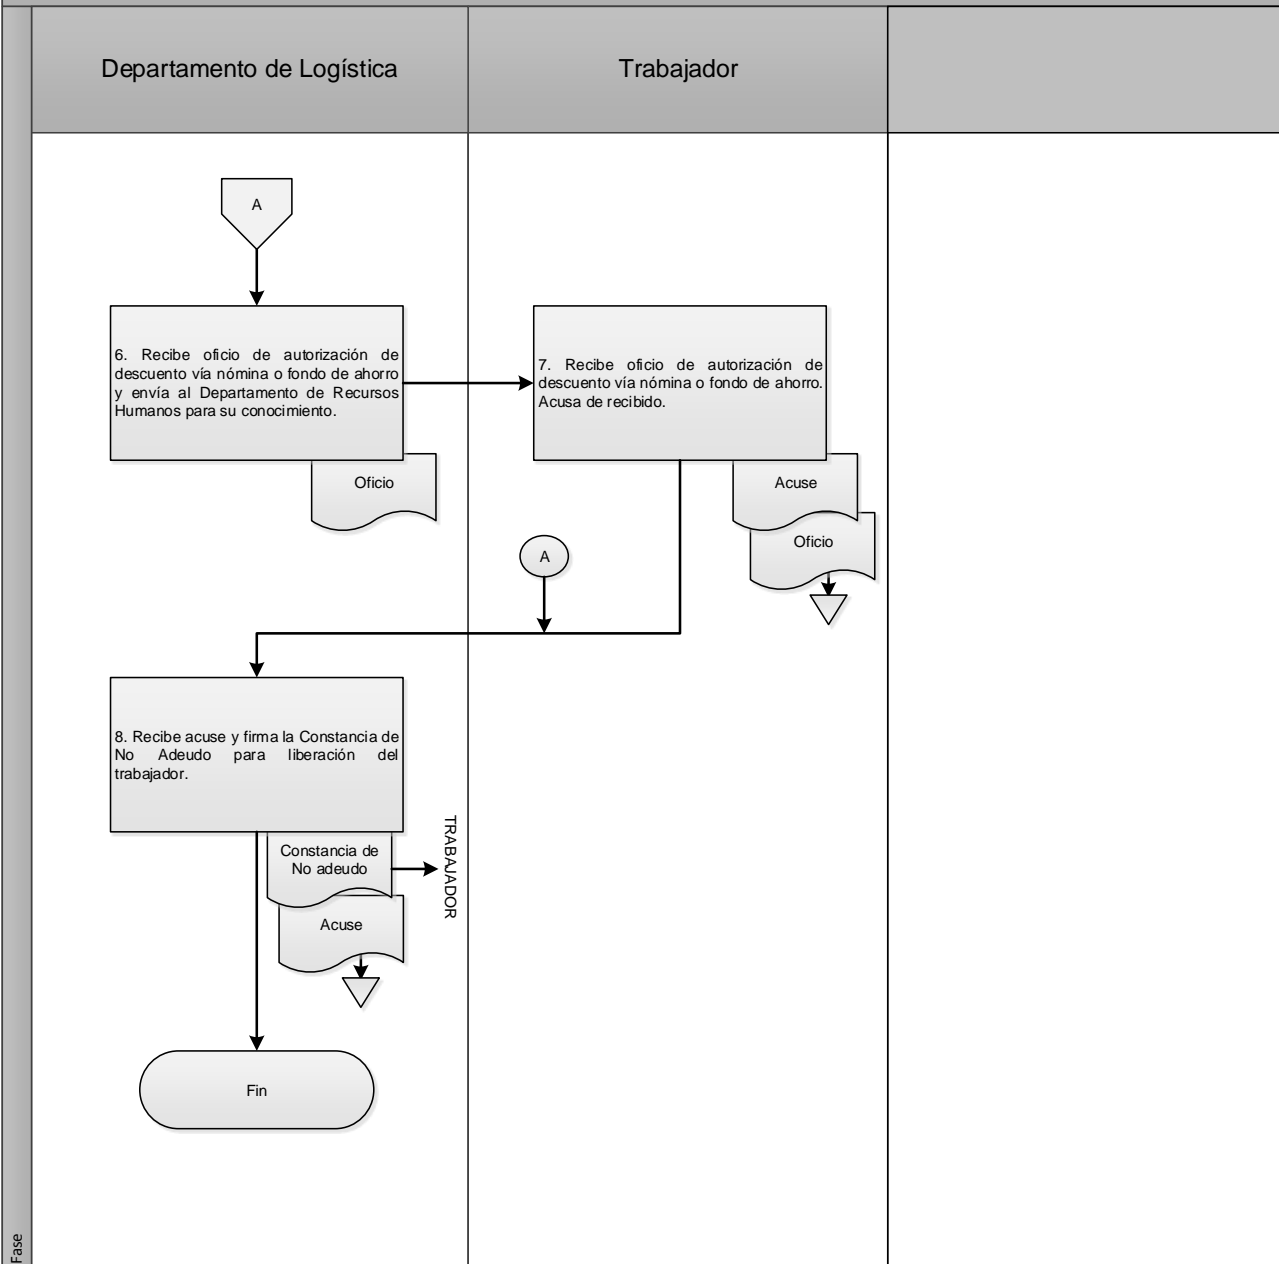 Departamento de Logística
Trabajador
A
6. Recibe oficio de autorización de
descuento vía nómina o fondo de ahorro
y envía al Departamento de Recursos
Humanos para su conocimiento.
Oficio
7. Recibe oficio de autorización de
descuento vía nómina o fondo de ahorro.
Acusa de recibido.
Acuse
Oficio
A
8. Recibe acuse y firma la Constancia de
No Adeudo para liberación del
trabajador.
Constancia de
No adeudo
TRABAJADOR
Acuse
Fin
Fase